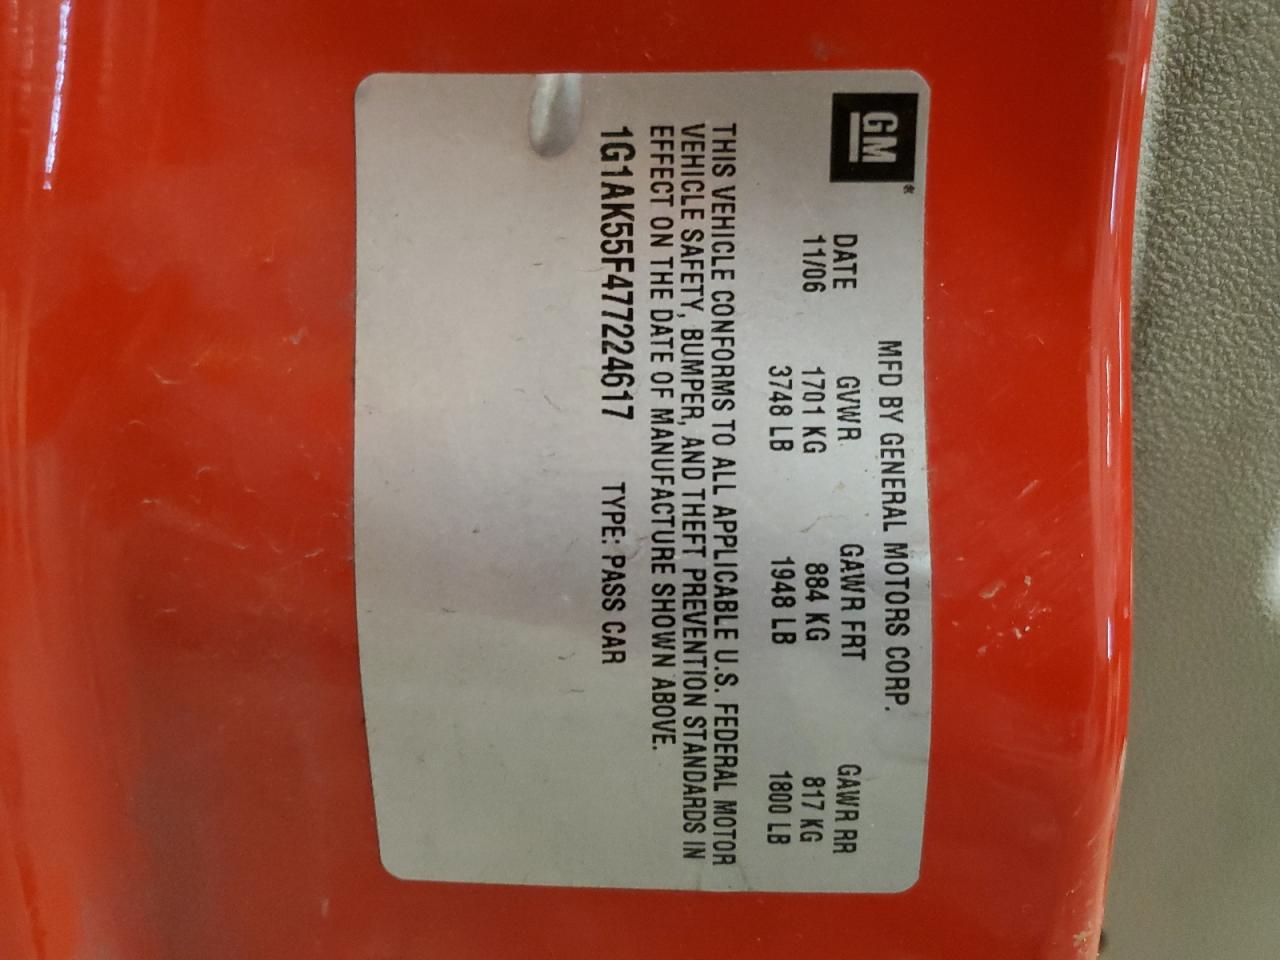 GM
MFD BY GENERAL MOTORS CORP.
DATE GVWR GAWR FRT GAWR RR
11/06 1701 KG 884 KG 817 KG
3748 LB 1948 LB 1800 LB
THIS VEHICLE CONFORMS TO ALL APPLICABLE U.S. FEDERAL MOTOR
VEHICLE SAFETY, BUMPER, AND THEFT PREVENTION STANDARDS IN
EFFECT ON THE DATE OF MANUFACTURE SHOWN ABOVE.
1G1AK55F477224617 TYPE: PASS CAR